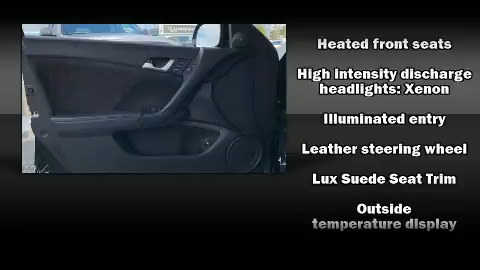 Heated front seats
High intensity discharge
headlights: Xenon
Illuminated entry
Leather steering wheel
Lux Suede Seat Trim
Outside
temperature display